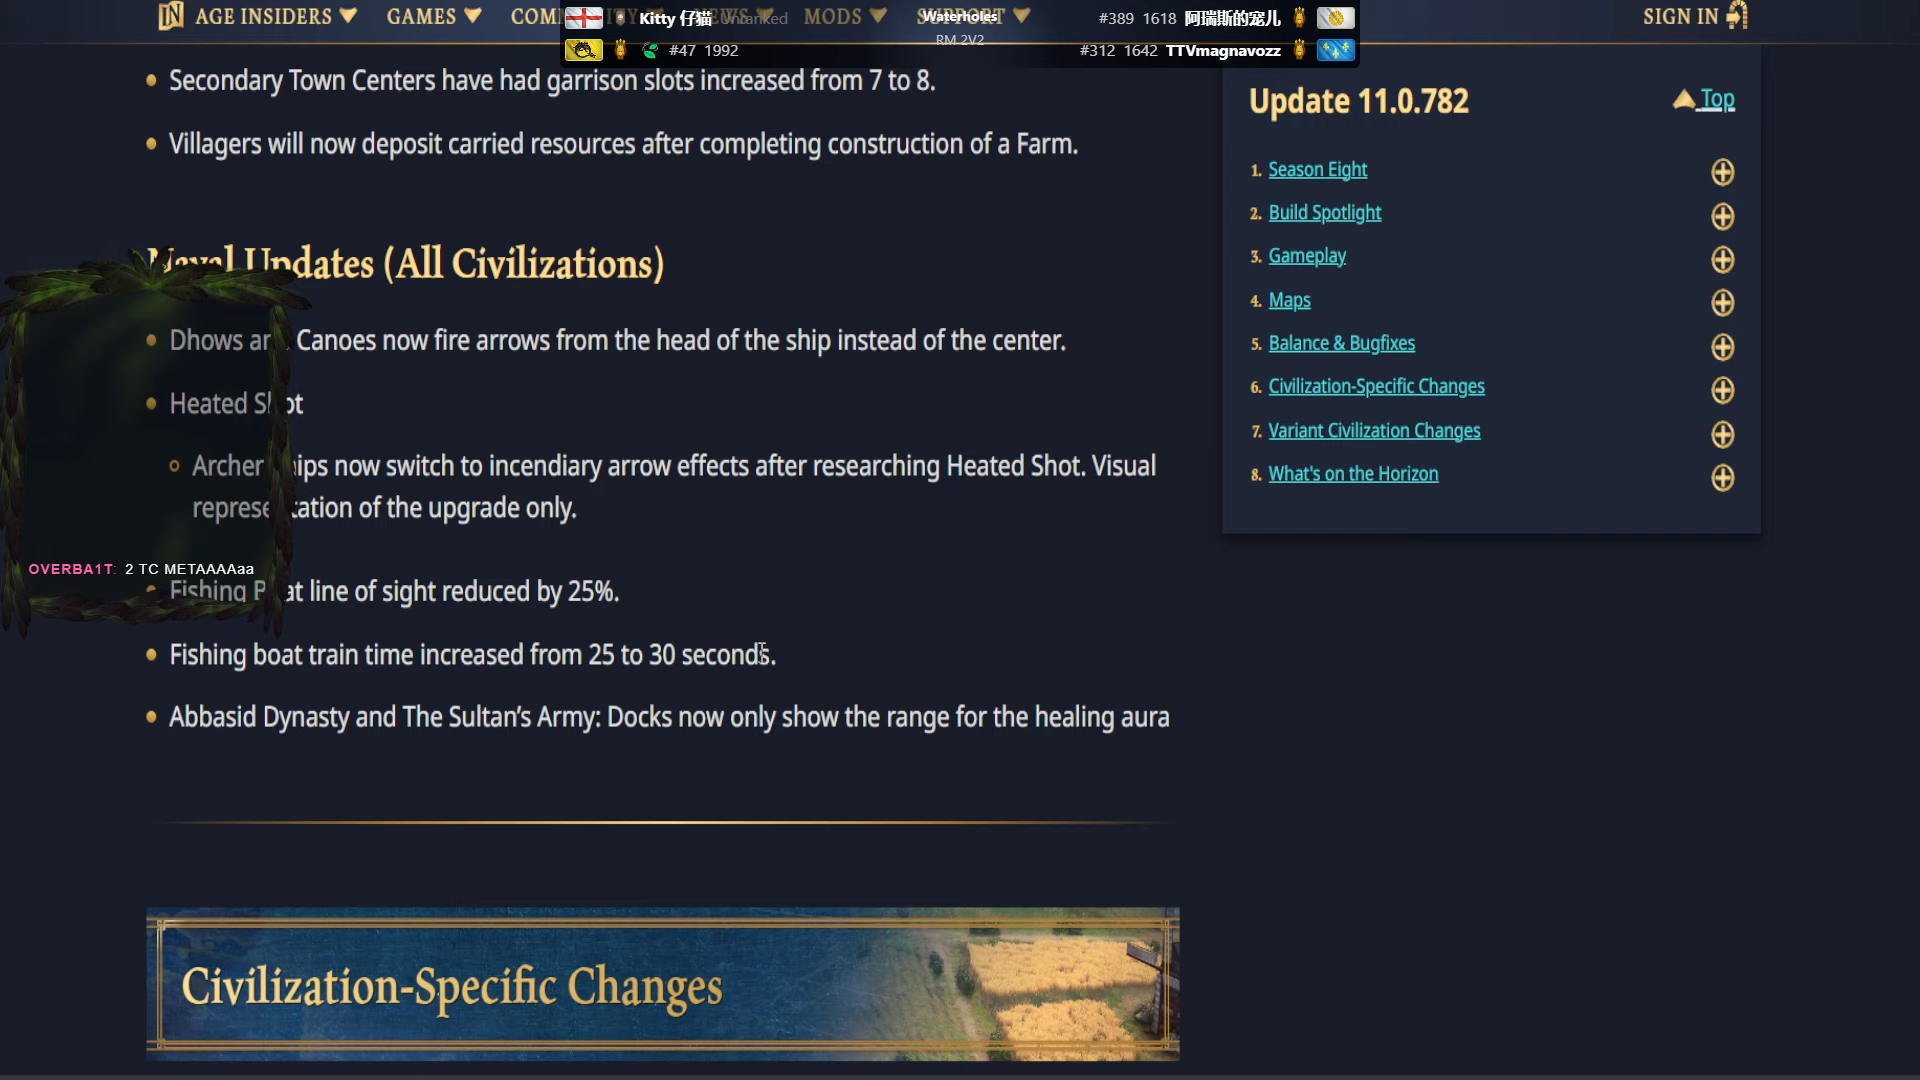 AGE INSIDERS GAMES COM NEWS MODS SUPPORT SIGN IN
Kitty 仔猫 Unranked
#47 1992
Waterholes
RM 2V2
#389 1618 阿瑞斯的宠儿
#312 1642 TTVmagnavozz
Secondary Town Centers have had garrison slots increased from 7 to 8.
Villagers will now deposit carried resources after completing construction of a Farm.
Naval Updates (All Civilizations)
Dhows and Canoes now fire arrows from the head of the ship instead of the center.
Heated Shot
Archer Ships now switch to incendiary arrow effects after researching Heated Shot. Visual
representation of the upgrade only.
OVERBA1T: 2 TC METAAAAaa
Fishing Boat line of sight reduced by 25%.
Fishing boat train time increased from 25 to 30 seconds.
Abbasid Dynasty and The Sultan's Army: Docks now only show the range for the healing aura
Civilization-Specific Changes
Update 11.0.782
Top
1. Season Eight
2. Build Spotlight
3. Gameplay
4. Maps
5. Balance & Bugfixes
6. Civilization-Specific Changes
7. Variant Civilization Changes
8. What's on the Horizon